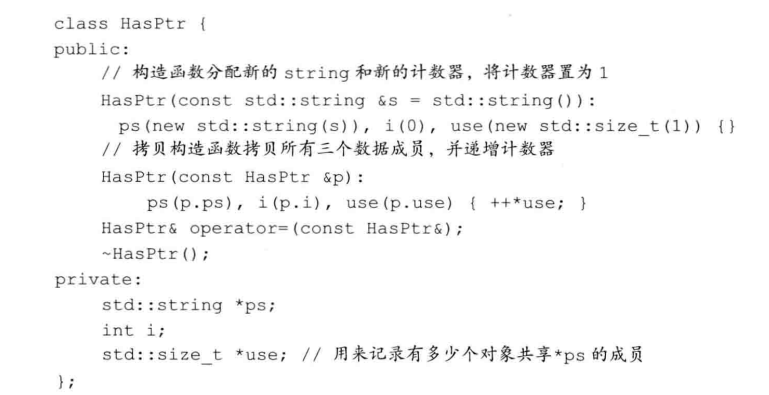 class HasPtr {
public:
// 构造函数分配新的 string 和新的计数器，将计数器置为 1
HasPtr(const std::string &s = std::string()):
ps(new std::string(s)), i(0), use(new std::size_t(1)) {}
// 拷贝构造函数拷贝所有三个数据成员，并递增计数器
HasPtr(const HasPtr &p):
ps(p.ps), i(p.i), use(p.use) { ++*use; }
HasPtr& operator=(const HasPtr&);
~HasPtr();
private:
std::string *ps;
int i;
std::size_t *use; // 用来记录有多少个对象共享*ps 的成员
};